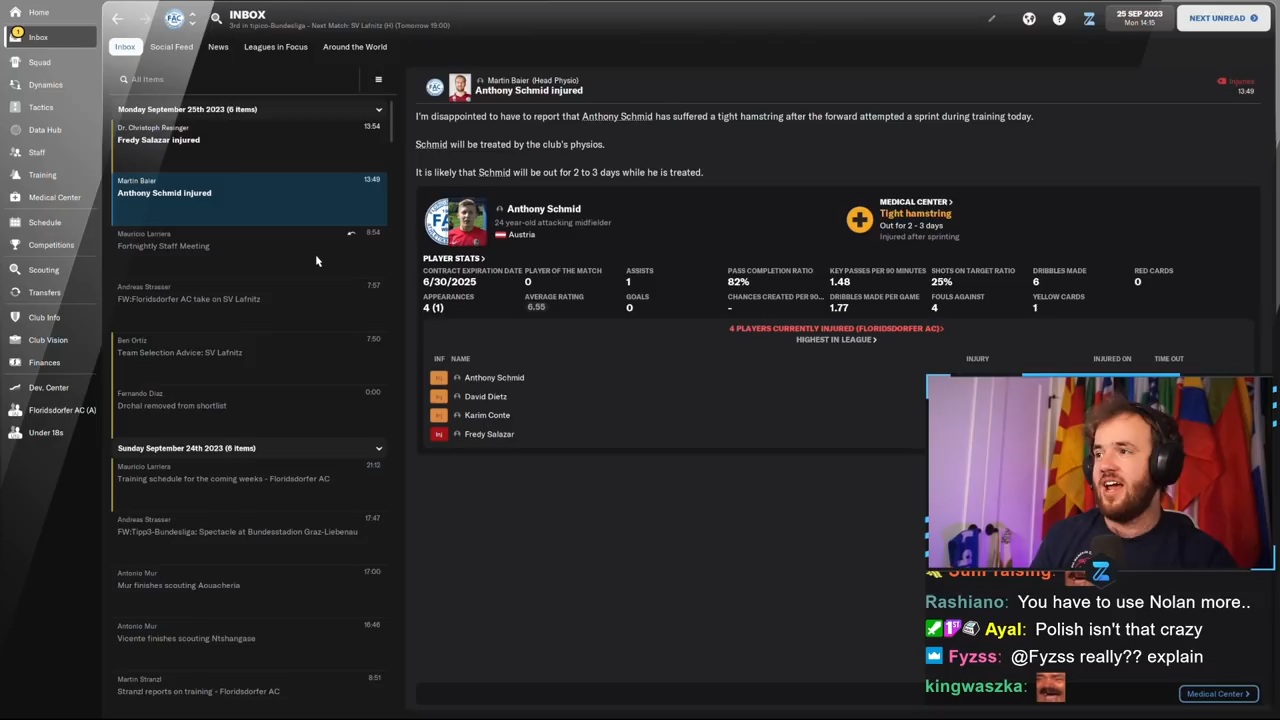 Home
Inbox
1
Squad
Dynamics
Tactics
Data Hub
Staff
Training
Medical Center
Schedule
Competitions
Scouting
Transfers
Club Info
Club Vision
Finances
Dev. Center
Floridsdorfer AC (A)
Under 18s
INBOX
3rd in tipico-Bundesliga - Next Match: SV Lafnitz (H) (Tomorrow 19:00)
25 SEP 2023
Mon 14:15
NEXT UNREAD
Inbox
Social Feed
News
Leagues in Focus
Around the World
All Items
Monday September 25th 2023 (6 items)
Dr. Christoph Resinger 13:54
Fredy Salazar injured
Martin Baier 13:49
Anthony Schmid injured
Mauricio Larriera 8:54
Fortnightly Staff Meeting
Andreas Strasser 7:57
FW:Floridsdorfer AC take on SV Lafnitz
Ben Ortiz 7:50
Team Selection Advice: SV Lafnitz
Fernando Diaz 0:00
Drchal removed from shortlist
Sunday September 24th 2023 (6 items)
Mauricio Larriera 21:12
Training schedule for the coming weeks - Floridsdorfer AC
Andreas Strasser 17:47
FW:Tipp3-Bundesliga: Spectacle at Bundesstadion Graz-Liebenau
Antonio Mur 17:00
Mur finishes scouting Aouacheria
Antonio Mur 16:46
Vicente finishes scouting Ntshangase
Martin Stranzl 8:51
Stranzl reports on training - Floridsdorfer AC
Martin Baier (Head Physio)
Anthony Schmid injured
Injuries
13:49
I'm disappointed to have to report that Anthony Schmid has suffered a tight hamstring after the forward attempted a sprint during training today.
Schmid will be treated by the club's physios.
It is likely that Schmid will be out for 2 to 3 days while he is treated.
FAC
Anthony Schmid
24 year-old attacking midfielder
Austria
MEDICAL CENTER >
Tight hamstring
Out for 2 - 3 days
Injured after sprinting
PLAYER STATS >
CONTRACT EXPIRATION DATE PLAYER OF THE MATCH ASSISTS PASS COMPLETION RATIO KEY PASSES PER 90 MINUTES SHOTS ON TARGET RATIO DRIBBLES MADE RED CARDS
6/30/2025 0 1 82% 1.48 25% 6 0
APPEARANCES AVERAGE RATING GOALS CHANCES CREATED PER 90... DRIBBLES MADE PER GAME FOULS AGAINST YELLOW CARDS
4 (1) 6.55 0 - 1.77 4 1
4 PLAYERS CURRENTLY INJURED (FLORIDSDORFER AC) >
HIGHEST IN LEAGUE >
INF NAME INJURY INJURED ON TIME OUT
Inj Anthony Schmid
Inj David Dietz
Inj Karim Conte
Inj Fredy Salazar
Rashiano: You have to use Nolan more..
1ST Ayal: Polish isn't that crazy
Fyzss: @Fyzss really?? explain
kingwaszka:
Medical Center >